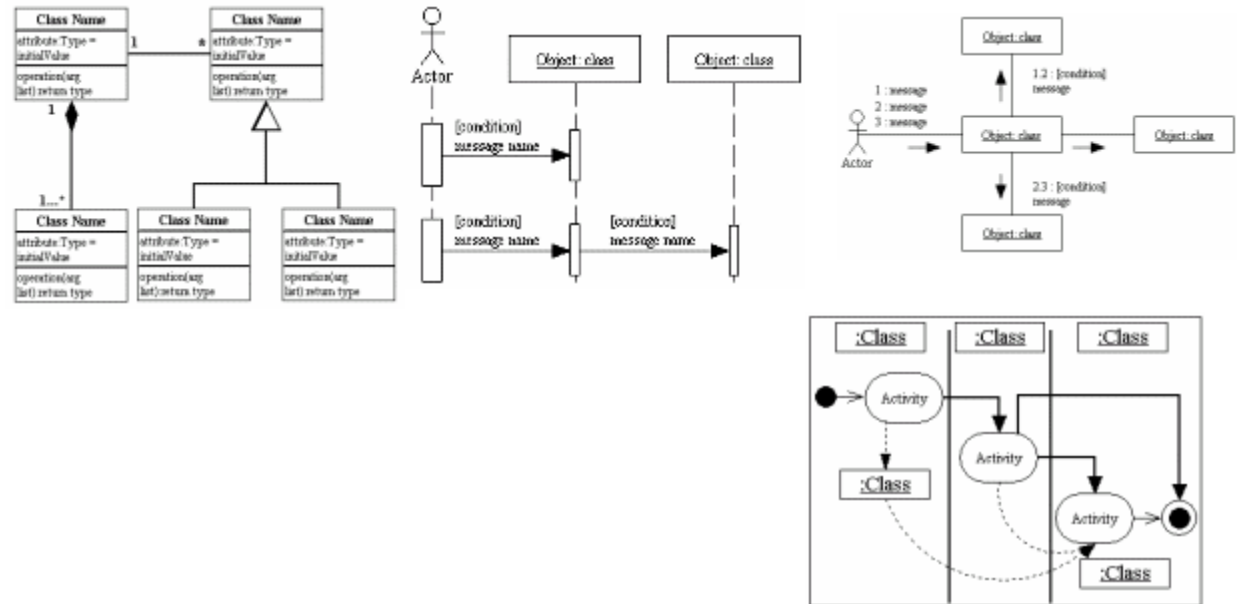 Class Name
attribute:Type =
initialValue
operation(arg
list):return type
1
*
Class Name
attribute:Type =
initialValue
operation(arg
list):return type
1
1...*
Class Name
attribute:Type =
initialValue
operation(arg
list):return type
Class Name
attribute:Type =
initialValue
operation(arg
list):return type
Class Name
attribute:Type =
initialValue
operation(arg
list):return type
Actor
Object: class
Object: class
[condition]
message name
[condition]
message name
[condition]
message name
Object: class
1.2 : [condition]
message
1 : message
2 : message
3 : message
Actor
Object: class
Object: class
2.3 : [condition]
message
Object: class
:Class
:Class
:Class
Activity
Activity
:Class
Activity
:Class